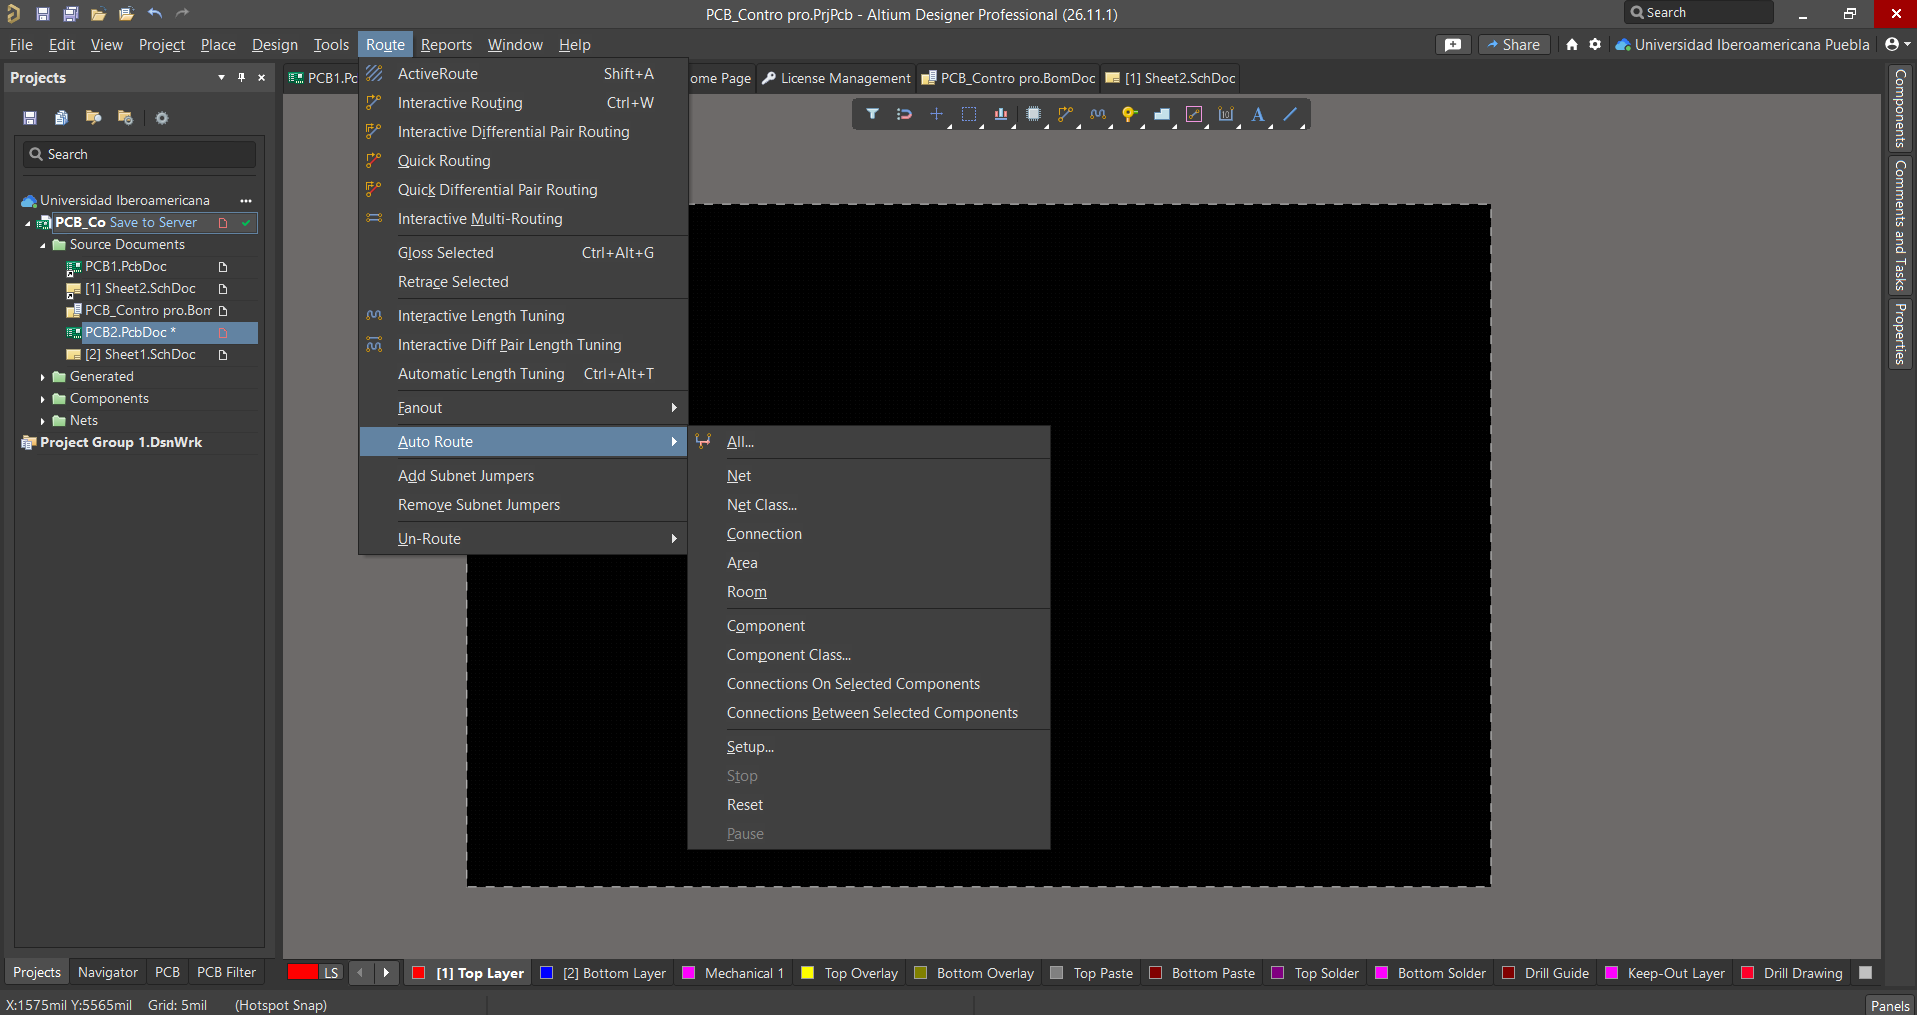 PCB_Contro pro.PrjPcb - Altium Designer Professional (26.11.1)
Search
File Edit View Project Place Design Tools Route Reports Window Help
Share
Universidad Iberoamericana Puebla
Projects
PCB1.Pc
ome Page
License Management
PCB_Contro pro.BomDoc
[1] Sheet2.SchDoc
Search
Universidad Iberoamericana
PCB_Co Save to Server
Source Documents
PCB1.PcbDoc
[1] Sheet2.SchDoc
PCB_Contro pro.Bom
PCB2.PcbDoc *
[2] Sheet1.SchDoc
Generated
Components
Nets
Project Group 1.DsnWrk
ActiveRoute Shift+A
Interactive Routing Ctrl+W
Interactive Differential Pair Routing
Quick Routing
Quick Differential Pair Routing
Interactive Multi-Routing
Gloss Selected Ctrl+Alt+G
Retrace Selected
Interactive Length Tuning
Interactive Diff Pair Length Tuning
Automatic Length Tuning Ctrl+Alt+T
Fanout
Auto Route
Add Subnet Jumpers
Remove Subnet Jumpers
Un-Route
All...
Net
Net Class...
Connection
Area
Room
Component
Component Class...
Connections On Selected Components
Connections Between Selected Components
Setup...
Stop
Reset
Pause
Components
Comments and Tasks
Properties
Projects Navigator PCB PCB Filter
LS
[1] Top Layer
[2] Bottom Layer
Mechanical 1
Top Overlay
Bottom Overlay
Top Paste
Bottom Paste
Top Solder
Bottom Solder
Drill Guide
Keep-Out Layer
Drill Drawing
X:1575mil Y:5565mil Grid: 5mil (Hotspot Snap)
Panels